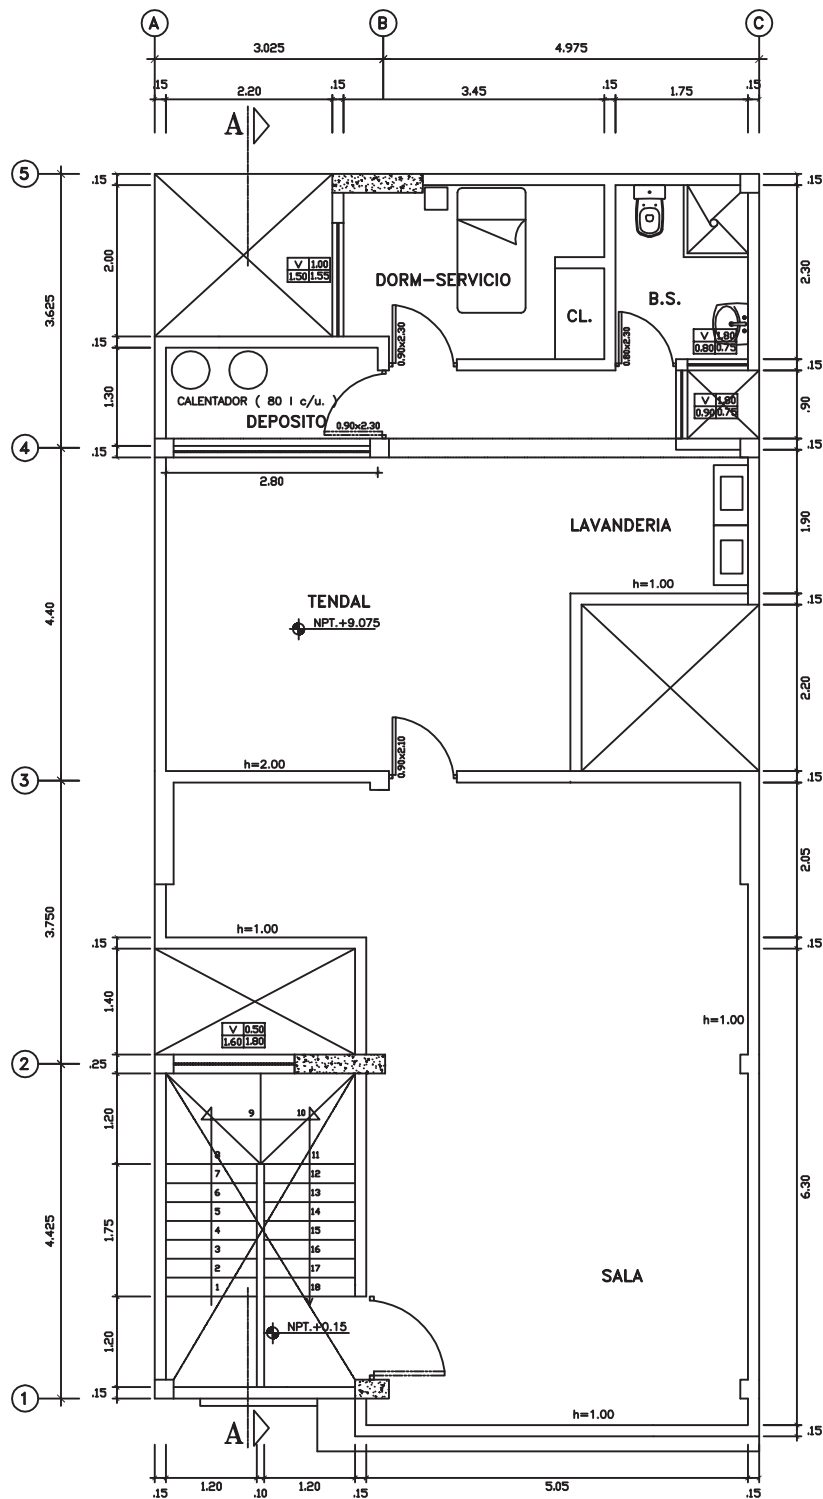 A B C
3.025 4.975
.15 2.20 .15 3.45 .15 1.75 .15
A
5
.15 .15
2.00
V 1.00
1.50 1.55
DORM-SERVICIO
CL.
B.S.
2.30
3.625
0.90x2.30
0.80x2.30
V 1.80
0.80 0.75
.15 .15
CALENTADOR ( 80 l c/u. )
DEPOSITO
0.90x2.30
1.30
V 1.80
0.90 0.75
.90
4
.15 .15
2.80
LAVANDERIA
1.90
h=1.00
.15
TENDAL
NPT.+9.075
4.40
2.20
0.90x2.10
h=2.00
3
.15
2.05
3.750
h=1.00
.15 .15
1.40
h=1.00
V 0.50
1.60 1.80
2
.25
1.20
9 10
8 11
7 12
6 13
5 14
4 15
3 16
2 17
1 18
1.75
4.425
6.30
SALA
NPT.+0.15
1.20
1
.15
h=1.00
.15
A
.15 1.20 .10 1.20 .15 5.05 .15